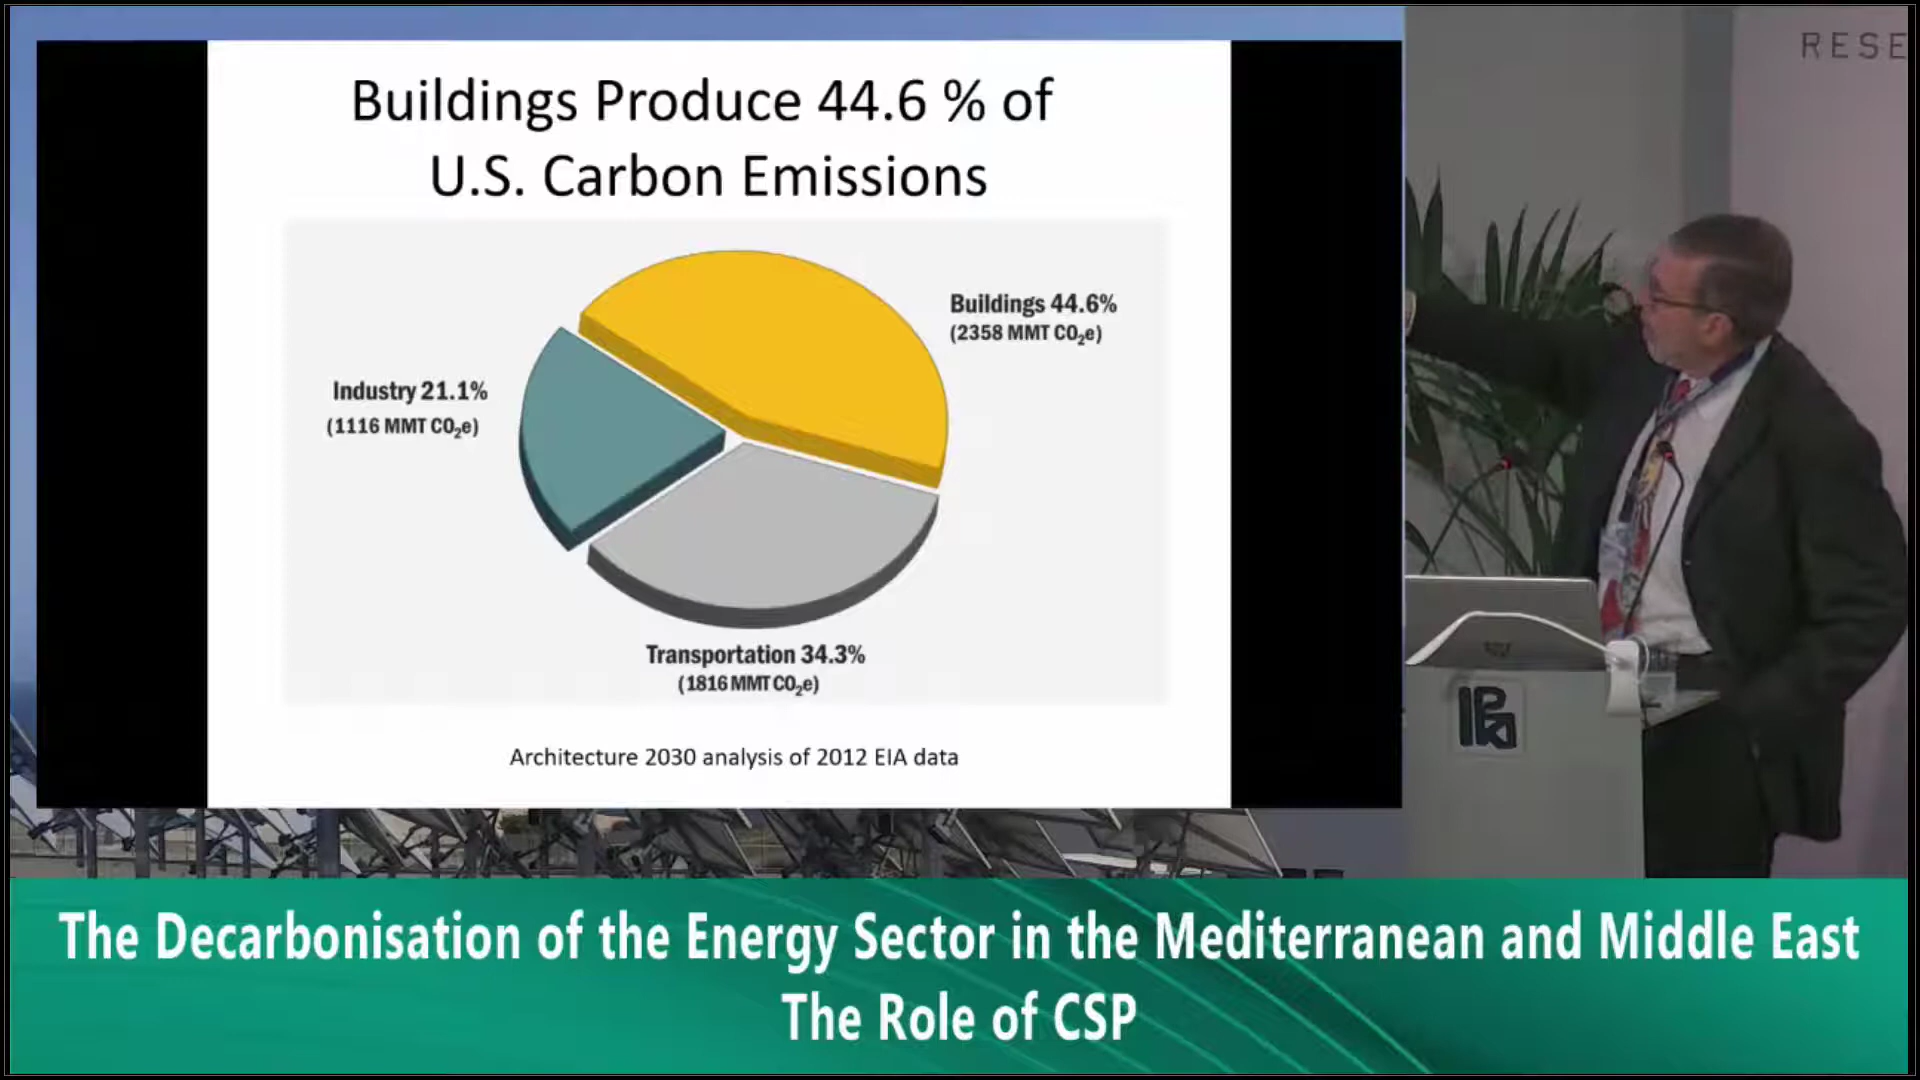 RESE
Buildings Produce 44.6 % of
U.S. Carbon Emissions
Buildings 44.6%
(2358 MMT CO₂e)
Industry 21.1%
(1116 MMT CO₂e)
Transportation 34.3%
(1816 MMT CO₂e)
Architecture 2030 analysis of 2012 EIA data
The Decarbonisation of the Energy Sector in the Mediterranean and Middle East
The Role of CSP